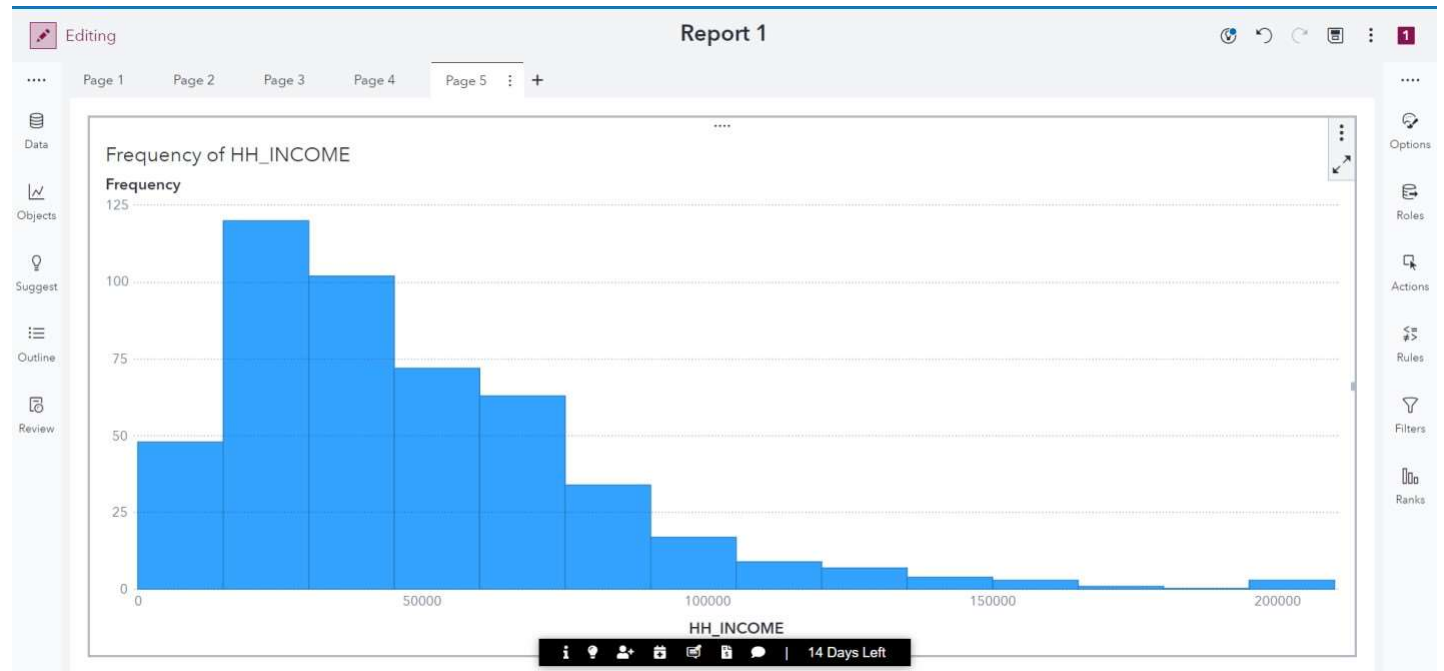 Editing
Report 1
1
Page 1 Page 2 Page 3 Page 4 Page 5
Data
Objects
Suggest
Outline
Review
Frequency of HH_INCOME
Frequency
125
100
75
50
25
0
0 50000 100000 150000 200000
HH_INCOME
14 Days Left
Options
Roles
Actions
Rules
Filters
Ranks